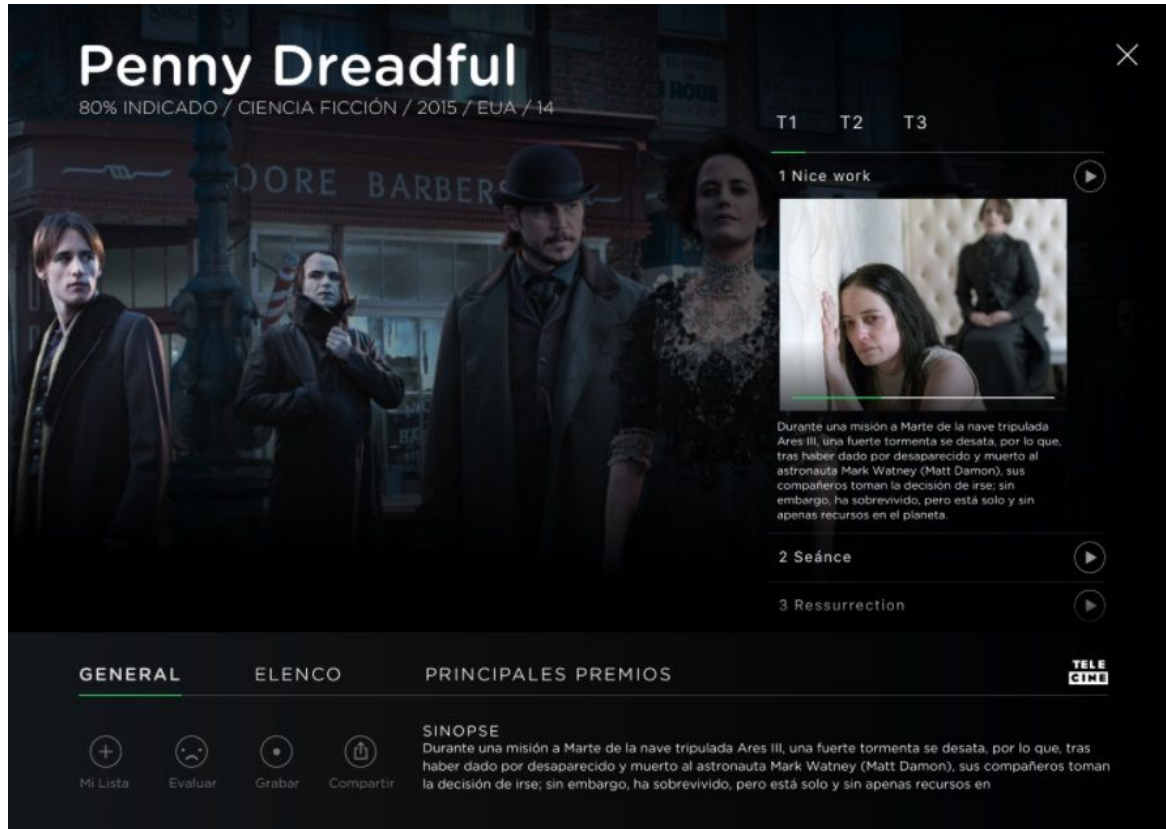 Penny Dreadful
80% INDICADO / CIENCIA FICCIÓN / 2015 / EUA / 14
T1 T2 T3
1 Nice work
HOUR
OORE BARBERS
Durante una misión a Marte de la nave tripulada
Ares III, una fuerte tormenta se desata, por lo que,
tras haber dado por desaparecido y muerto al
astronauta Mark Watney (Matt Damon), sus
compañeros toman la decisión de irse; sin
embargo, ha sobrevivido, pero está solo y sin
apenas recursos en el planeta.
2 Seánce
3 Ressurrection
GENERAL ELENCO PRINCIPALES PREMIOS
TELE
CINE
Mi Lista Evaluar Grabar Compartir
SINOPSE
Durante una misión a Marte de la nave tripulada Ares III, una fuerte tormenta se desata, por lo que, tras
haber dado por desaparecido y muerto al astronauta Mark Watney (Matt Damon), sus compañeros toman
la decisión de irse; sin embargo, ha sobrevivido, pero está solo y sin apenas recursos en